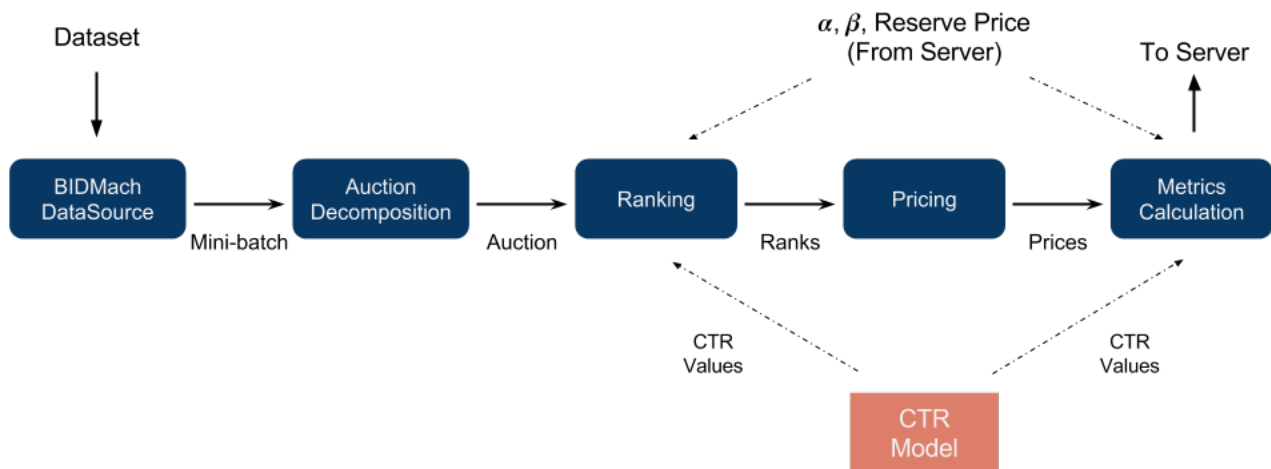 Dataset
α, β, Reserve Price
(From Server)
To Server
BIDMach
DataSource
Auction
Decomposition
Ranking
Pricing
Metrics
Calculation
Mini-batch
Auction
Ranks
Prices
CTR
Values
CTR
Values
CTR
Model